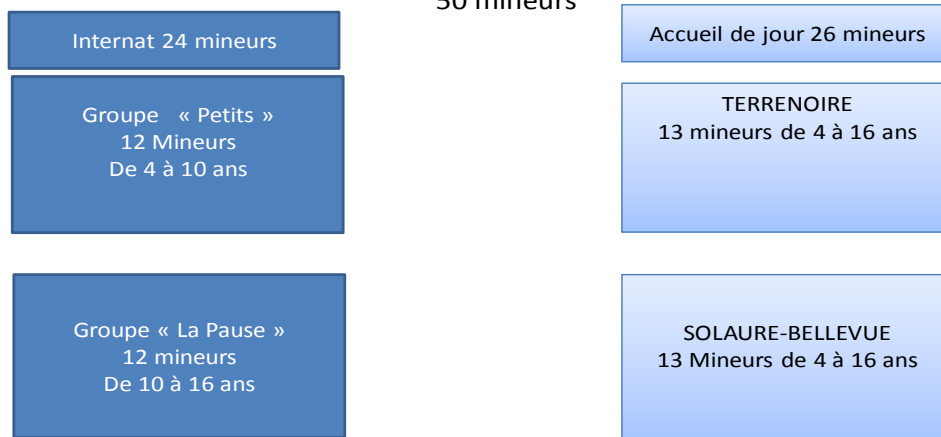 50 mineurs
Internat 24 mineurs
Groupe « Petits »
12 Mineurs
De 4 à 10 ans
Groupe « La Pause »
12 mineurs
De 10 à 16 ans
Accueil de jour 26 mineurs
TERRENOIRE
13 mineurs de 4 à 16 ans
SOLAURE-BELLEVUE
13 Mineurs de 4 à 16 ans